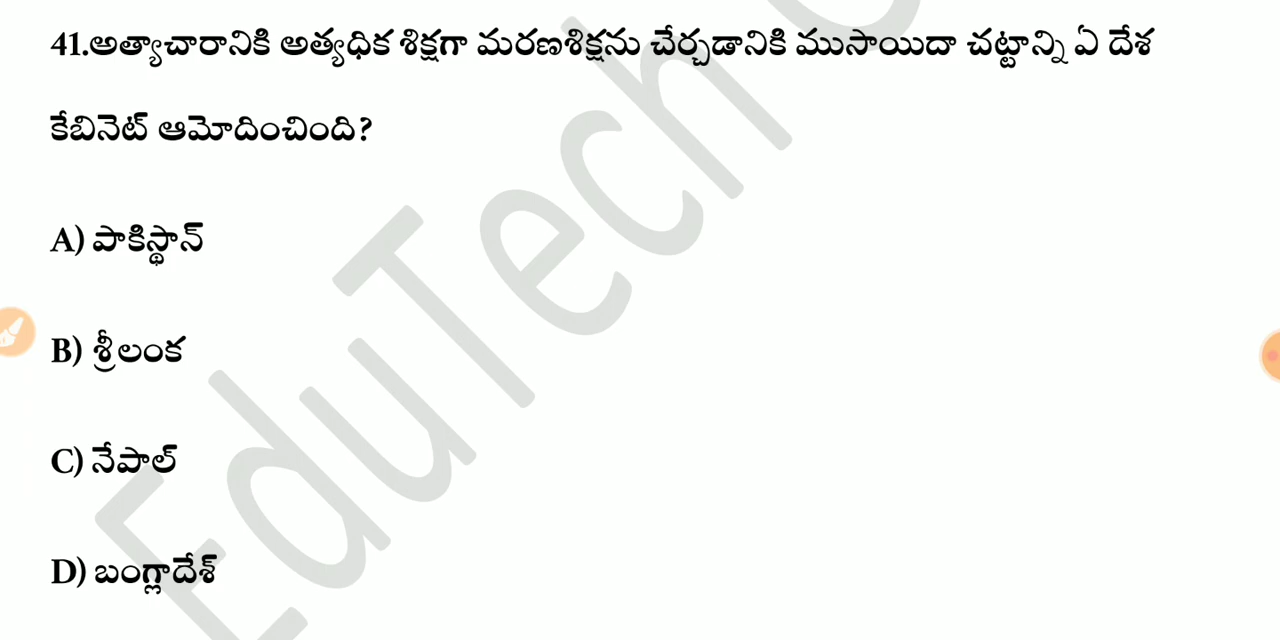 41.అత్యాచారానికి అత్యధిక శిక్షగా మరణశిక్షను చేర్చడానికి ముసాయిదా చట్టాన్ని ఏ దేశ
కేబినెట్ ఆమోదించింది?
A) పాకిస్థాన్
B) శ్రీలంక
C) నేపాల్
D) బంగ్లాదేశ్
EduTech